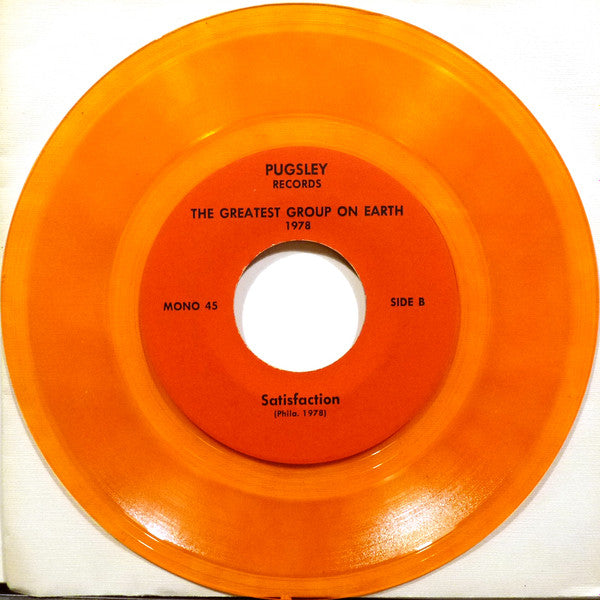 PUGSLEY
RECORDS
THE GREATEST GROUP ON EARTH
1978
MONO 45 SIDE B
Satisfaction
(Phila. 1978)